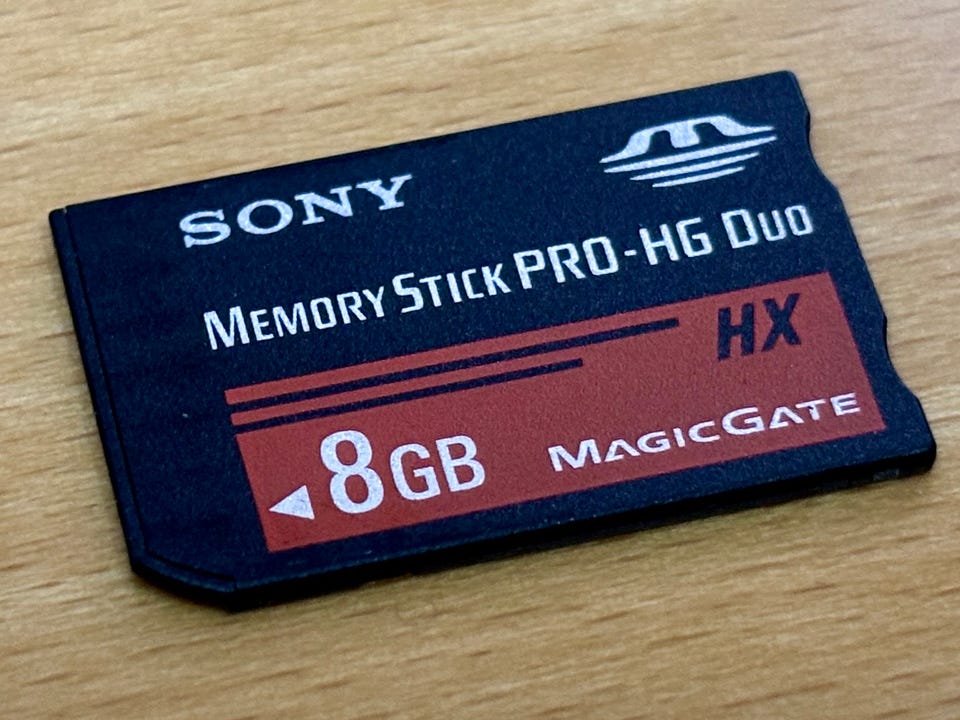 SONY
MEMORY STICK PRO-HG DUO
HX
8GB
MAGICGATE